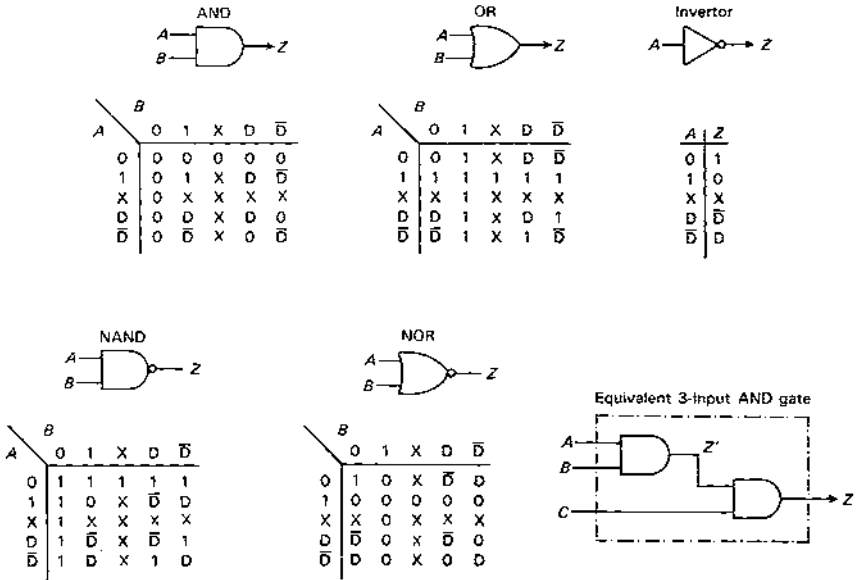 AND
A
B
Z
OR
A
B
Z
Invertor
A
Z
B
A 0 1 X D D̅
0 0 0 0 0 0
1 0 1 X D D̅
X 0 X X X X
D 0 D X D 0
D̅ 0 D̅ X 0 D̅
B
A 0 1 X D D̅
0 0 1 X D D̅
1 1 1 1 1 1
X X 1 X X X
D D 1 X D 1
D̅ D̅ 1 X 1 D̅
A Z
0 1
1 0
X X
D D̅
D̅ D
NAND
A
B
Z
NOR
A
B
Z
B
A 0 1 X D D̅
0 1 1 1 1 1
1 1 0 X D̅ D
X 1 X X X X
D 1 D̅ X D̅ 1
D̅ 1 D X 1 D
B
A 0 1 X D D̅
0 1 0 X D̅ D
1 0 0 0 0 0
X X 0 X X X
D D̅ 0 X D̅ 0
D̅ D 0 X 0 D
Equivalent 3-input AND gate
A
B
Z'
C
Z